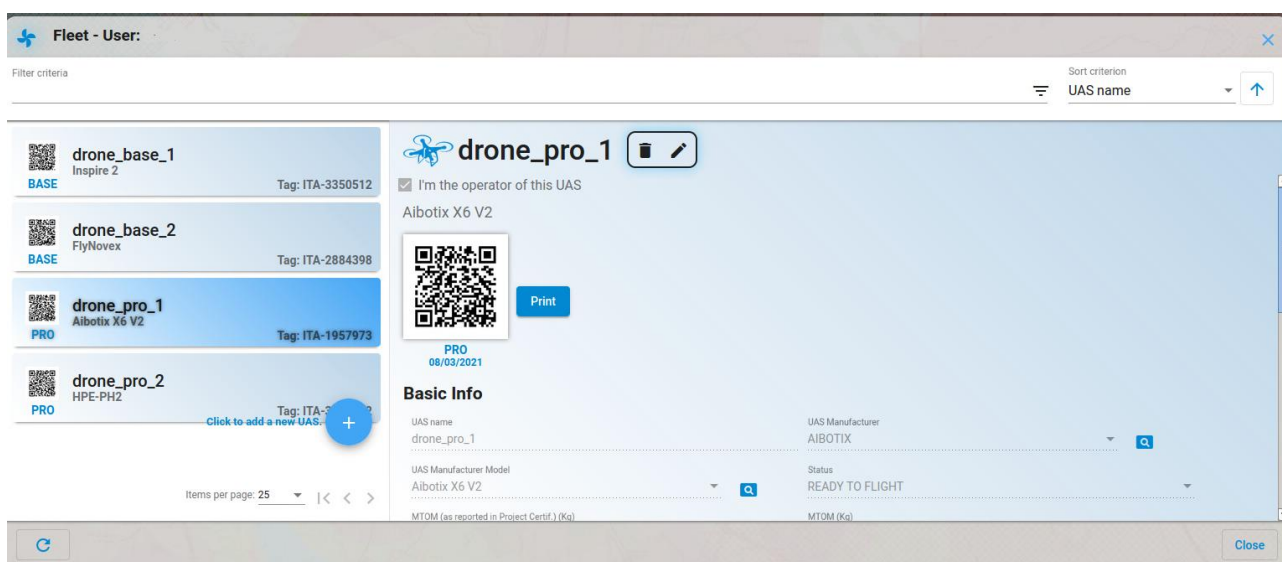 Fleet - User:
Filter criteria
Sort criterion
UAS name
drone_base_1
Inspire 2
BASE
Tag: ITA-3350512
drone_base_2
FlyNovex
BASE
Tag: ITA-2884398
drone_pro_1
Aibotix X6 V2
PRO
Tag: ITA-1957973
drone_pro_2
HPE-PH2
PRO
Tag:
Click to add a new UAS.
Items per page: 25
drone_pro_1
I'm the operator of this UAS
Aibotix X6 V2
Print
PRO
08/03/2021
Basic Info
UAS name
drone_pro_1
UAS Manufacturer
AIBOTIX
UAS Manufacturer Model
Aibotix X6 V2
Status
READY TO FLIGHT
MTOM (as reported in Project Certif.) (Kg)
MTOM (Kg)
Close